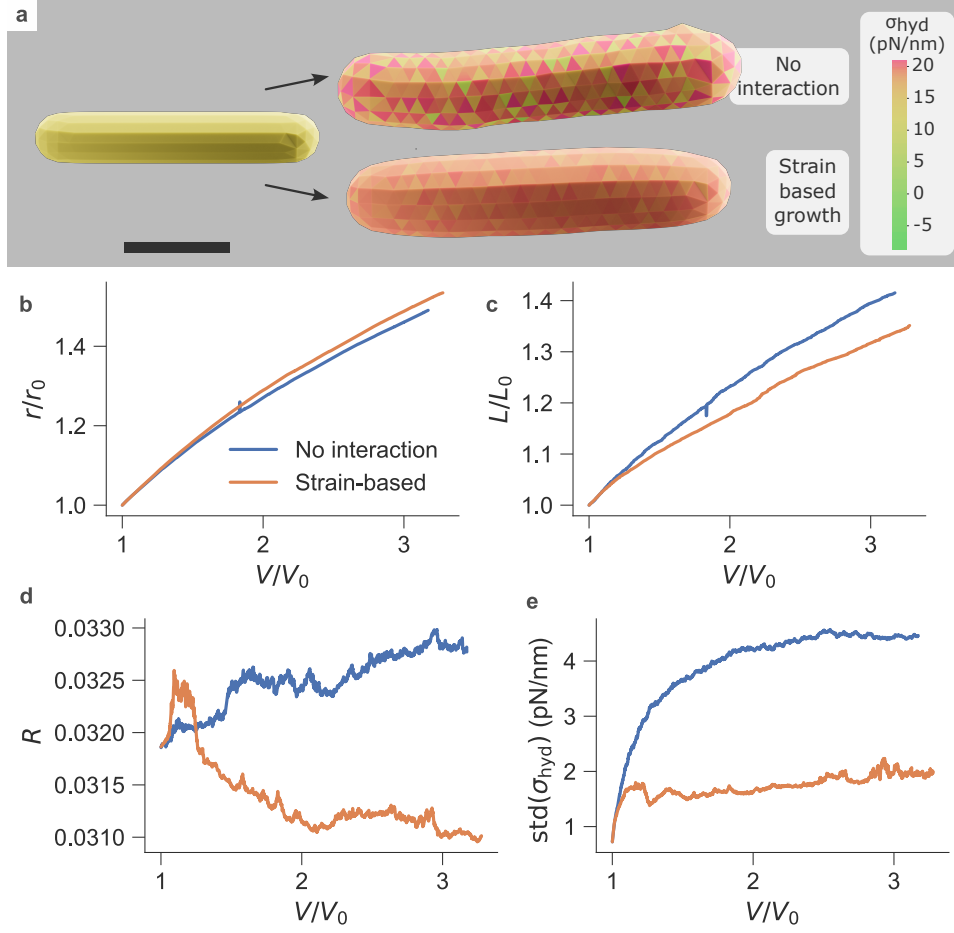 a
No
interaction
Strain
based
growth
σhyd
(pN/nm)
20
15
10
5
0
-5
b
r/r₀
1.4
1.2
1.0
No interaction
Strain-based
1
2
3
V/V₀
c
L/L₀
1.4
1.3
1.2
1.1
1.0
1
2
3
V/V₀
d
R
0.0330
0.0325
0.0320
0.0315
0.0310
1
2
3
V/V₀
e
std(σhyd) (pN/nm)
4
3
2
1
1
2
3
V/V₀